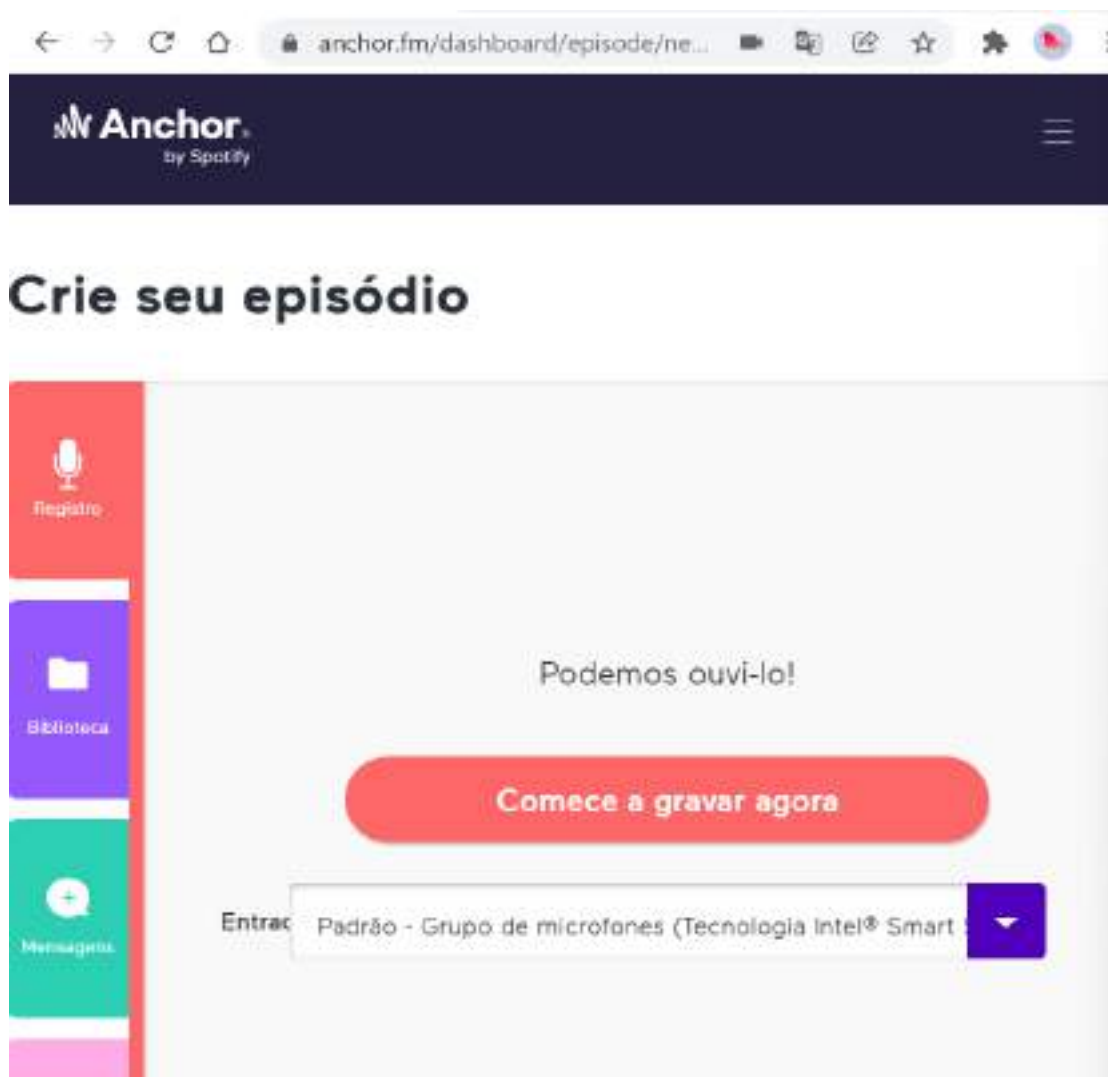 anchor.fm/dashboard/episode/ne...
Anchor
by Spotify
Crie seu episódio
Registro
Podemos ouvi-lo!
Biblioteca
Comece a gravar agora
Entrac
Padrão - Grupo de microfones (Tecnologia Intel® Smart
Mensagens